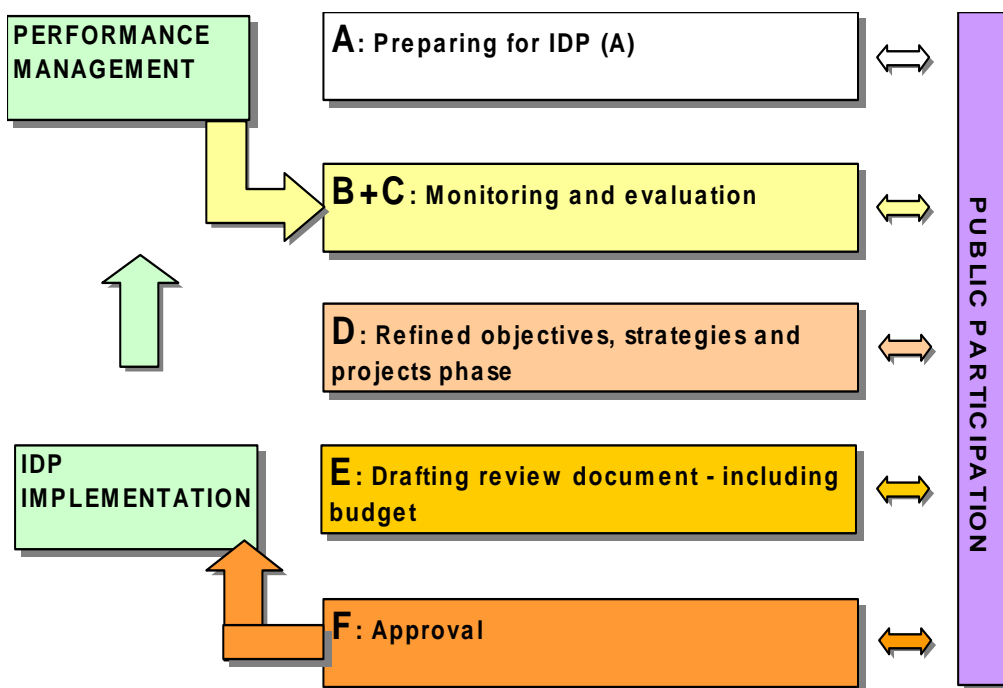 PERFORMANCE
MANAGEMENT
A: Preparing for IDP (A)
B+C: Monitoring and evaluation
D: Refined objectives, strategies and
projects phase
IDP
IMPLEMENTATION
E: Drafting review document - including
budget
F: Approval
PUBLIC PARTICIPATION